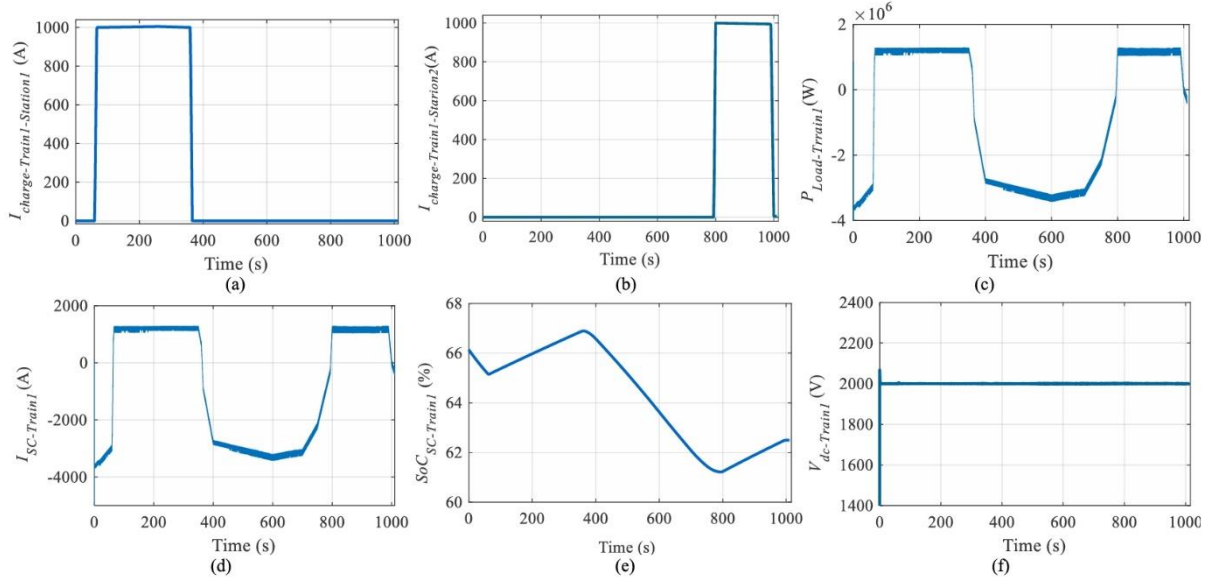 I_charge-Train1-Station1 (A)
1000
800
600
400
200
0
0 200 400 600 800 1000
Time (s)
(a)
I_charge-Train1-Starion2(A)
1000
800
600
400
200
0
0 200 400 600 800 1000
Time (s)
(b)
×10^6
P_Load-Trrain1(W)
2
0
-2
-4
0 200 400 600 800 1000
Time (s)
(c)
I_SC-Train1(A)
2000
0
-2000
-4000
0 200 400 600 800 1000
Time (s)
(d)
SoC_SC-Train1 (%)
68
66
64
62
60
0 200 400 600 800 1000
Time (s)
(e)
V_dc-Train1 (V)
2400
2200
2000
1800
1600
1400
0 200 400 600 800 1000
Time (s)
(f)